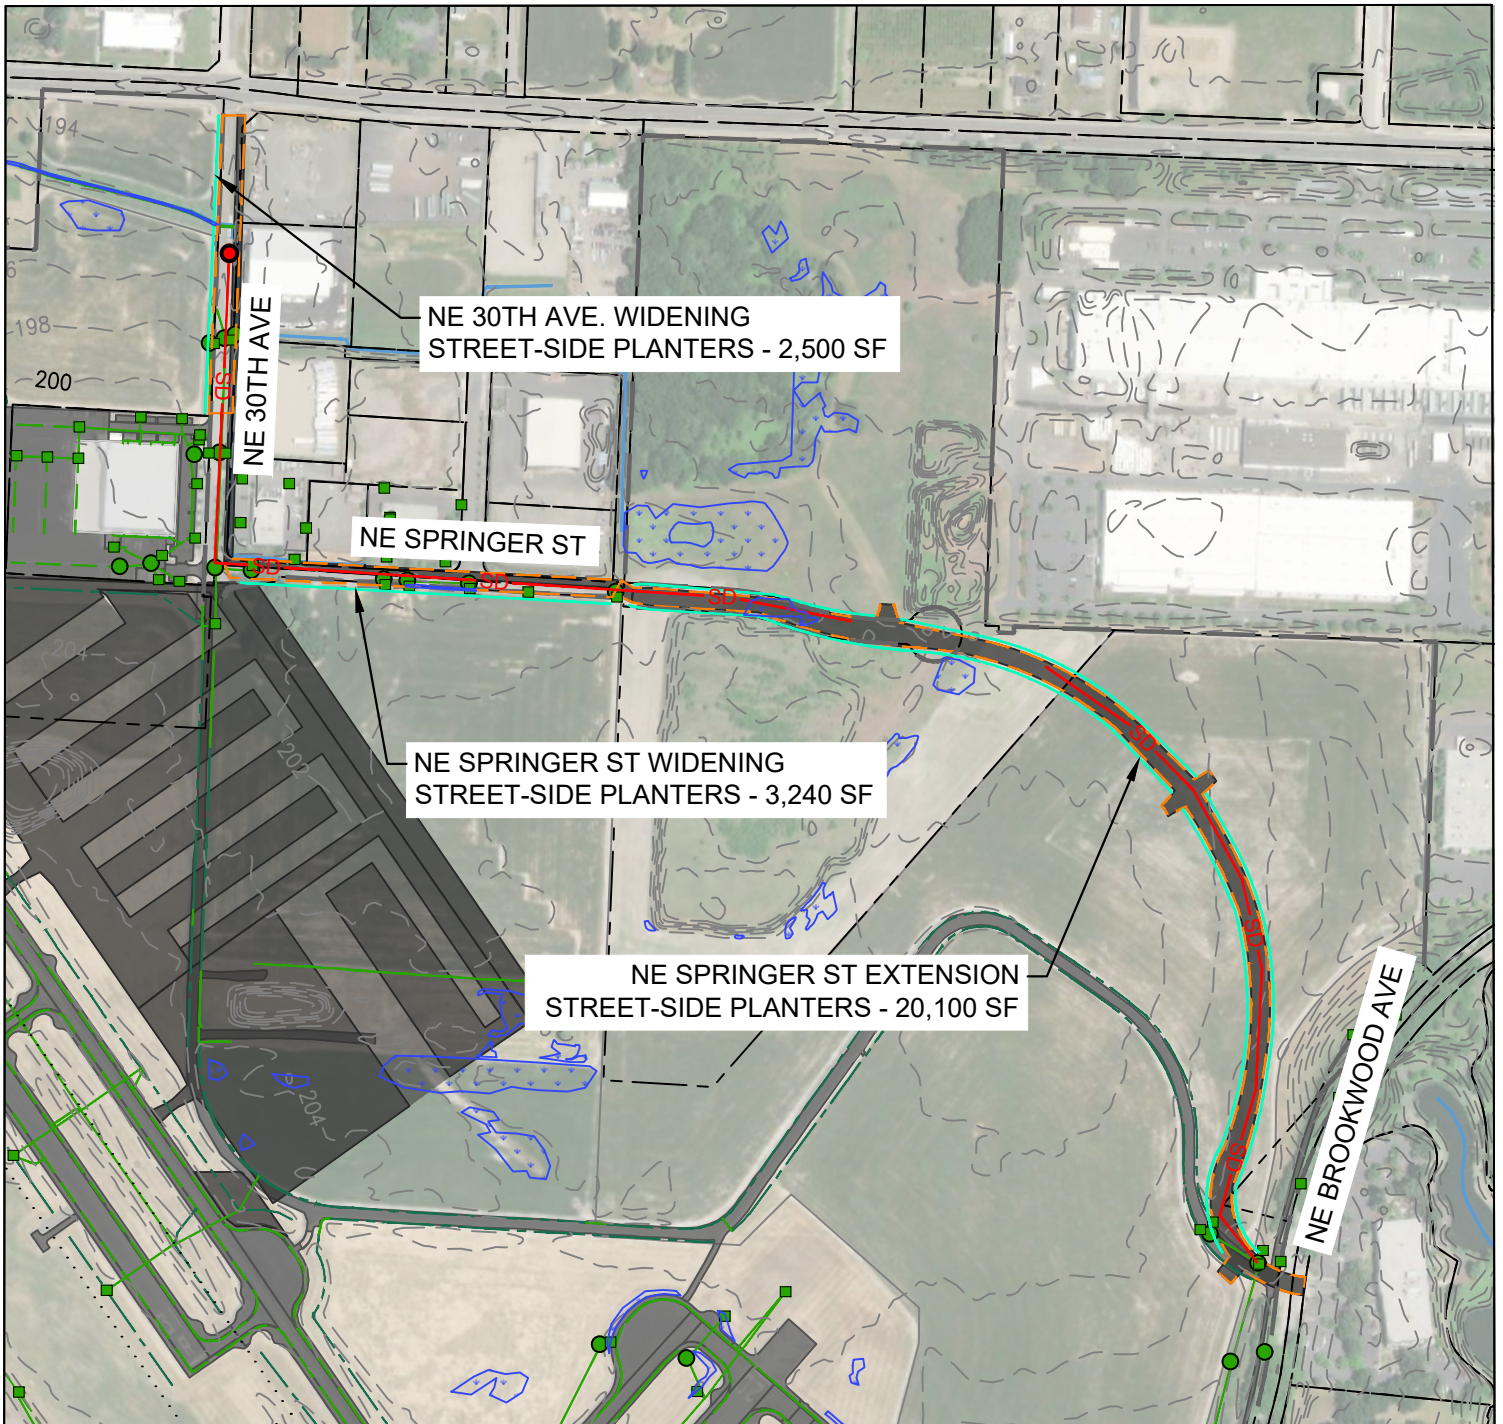 194
NE 30TH AVE. WIDENING
STREET-SIDE PLANTERS - 2,500 SF
198
NE 30TH AVE
200
SD
NE SPRINGER ST
SD
SD
SD
204
202
NE SPRINGER ST WIDENING
STREET-SIDE PLANTERS - 3,240 SF
SD
SD
NE SPRINGER ST EXTENSION
STREET-SIDE PLANTERS - 20,100 SF
NE BROOKWOOD AVE
204
SD